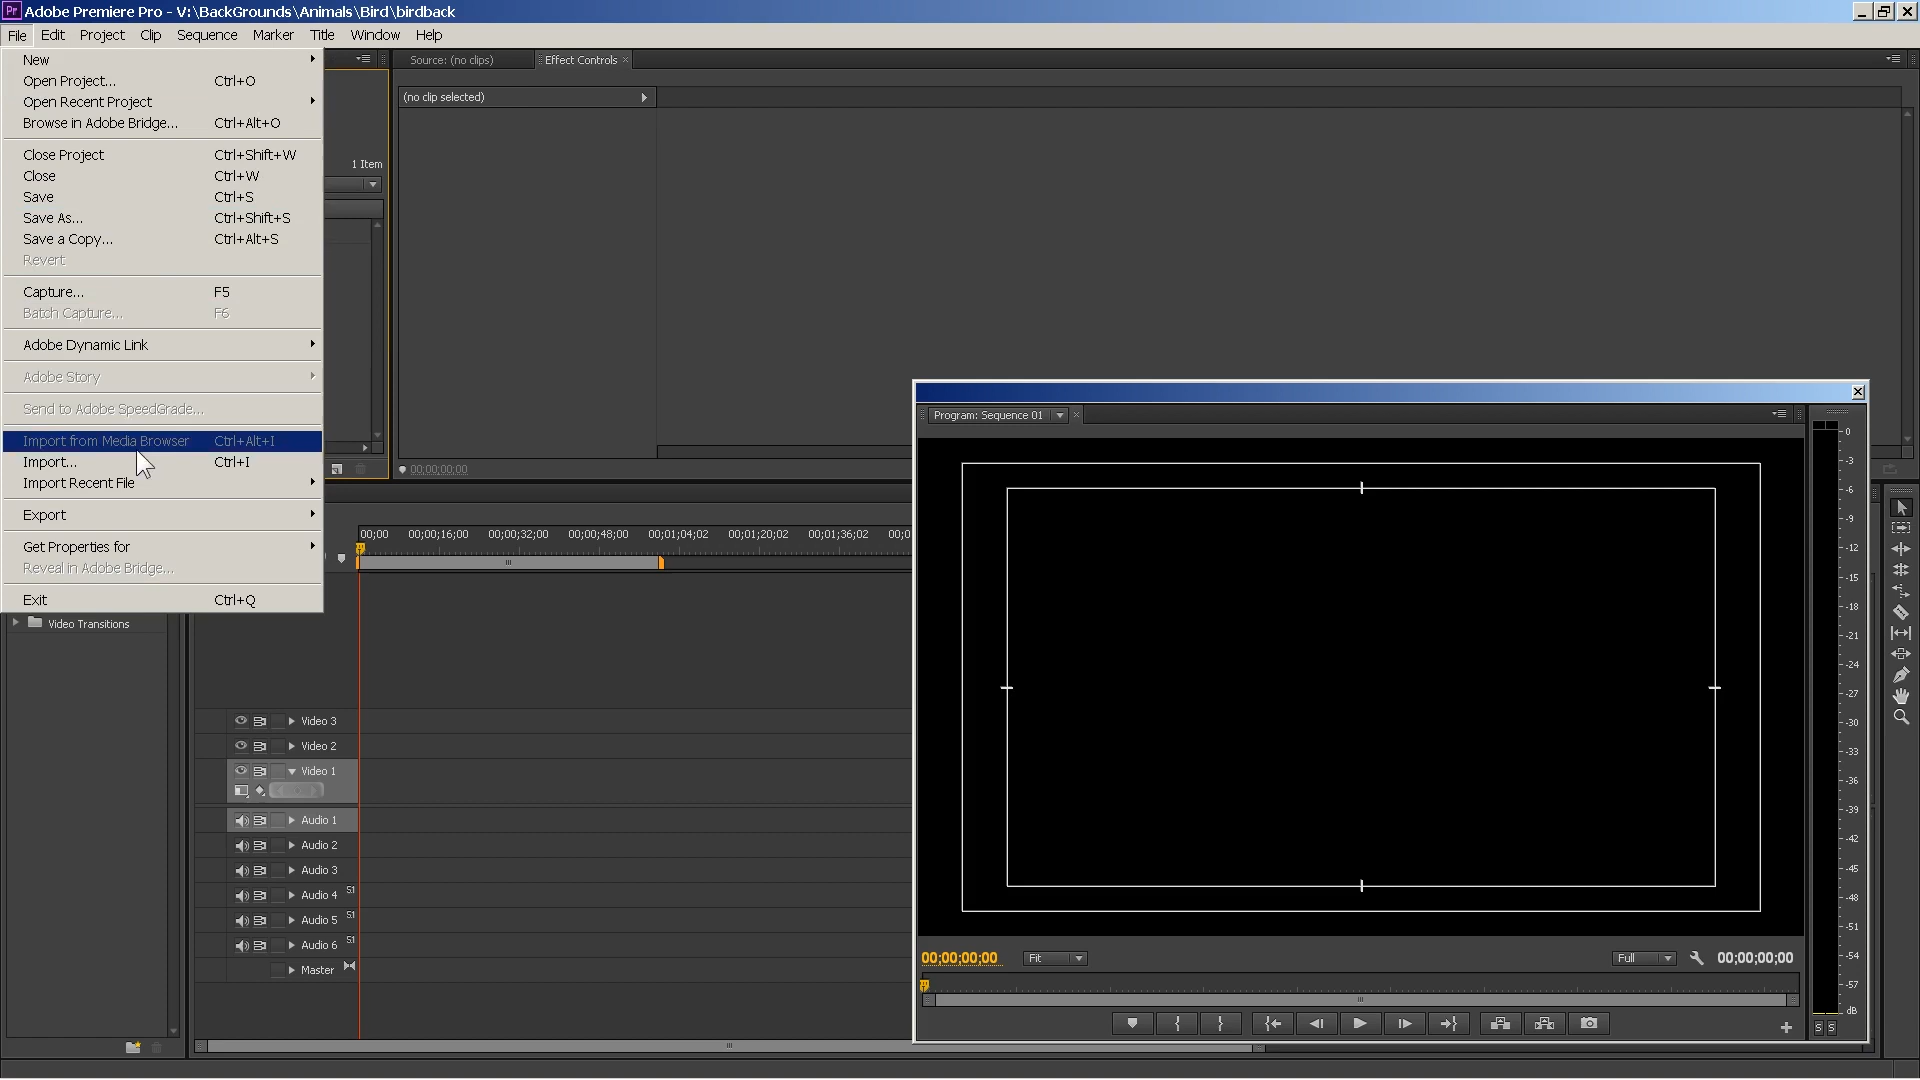 Pr Adobe Premiere Pro - V:\BackGrounds\Animals\Bird\birdback
File Edit Project Clip Sequence Marker Title Window Help
New
Open Project... Ctrl+O
Open Recent Project
Browse in Adobe Bridge... Ctrl+Alt+O
Close Project Ctrl+Shift+W
Close Ctrl+W
Save Ctrl+S
Save As... Ctrl+Shift+S
Save a Copy... Ctrl+Alt+S
Revert
Capture... F5
Batch Capture... F6
Adobe Dynamic Link
Adobe Story
Send to Adobe SpeedGrade...
Import from Media Browser Ctrl+Alt+I
Import... Ctrl+I
Import Recent File
Export
Get Properties for
Reveal in Adobe Bridge...
Exit Ctrl+Q
1 Item
Source: (no clips) Effect Controls
(no clip selected)
00;00;00;00
Program: Sequence 01
00;00 00;00;16;00 00;00;32;00 00;00;48;00 00;01;04;02 00;01;20;02 00;01;36;02 00;0
Video Transitions
Video 3
Video 2
Video 1
Audio 1
Audio 2
Audio 3
Audio 4 5.1
Audio 5 5.1
Audio 6 5.1
Master
00;00;00;00 Fit Full 00;00;00;00
0
-3
-6
-9
-12
-15
-18
-21
-24
-27
-30
-33
-36
-39
-42
-45
-48
-51
-54
-57
dB
S S